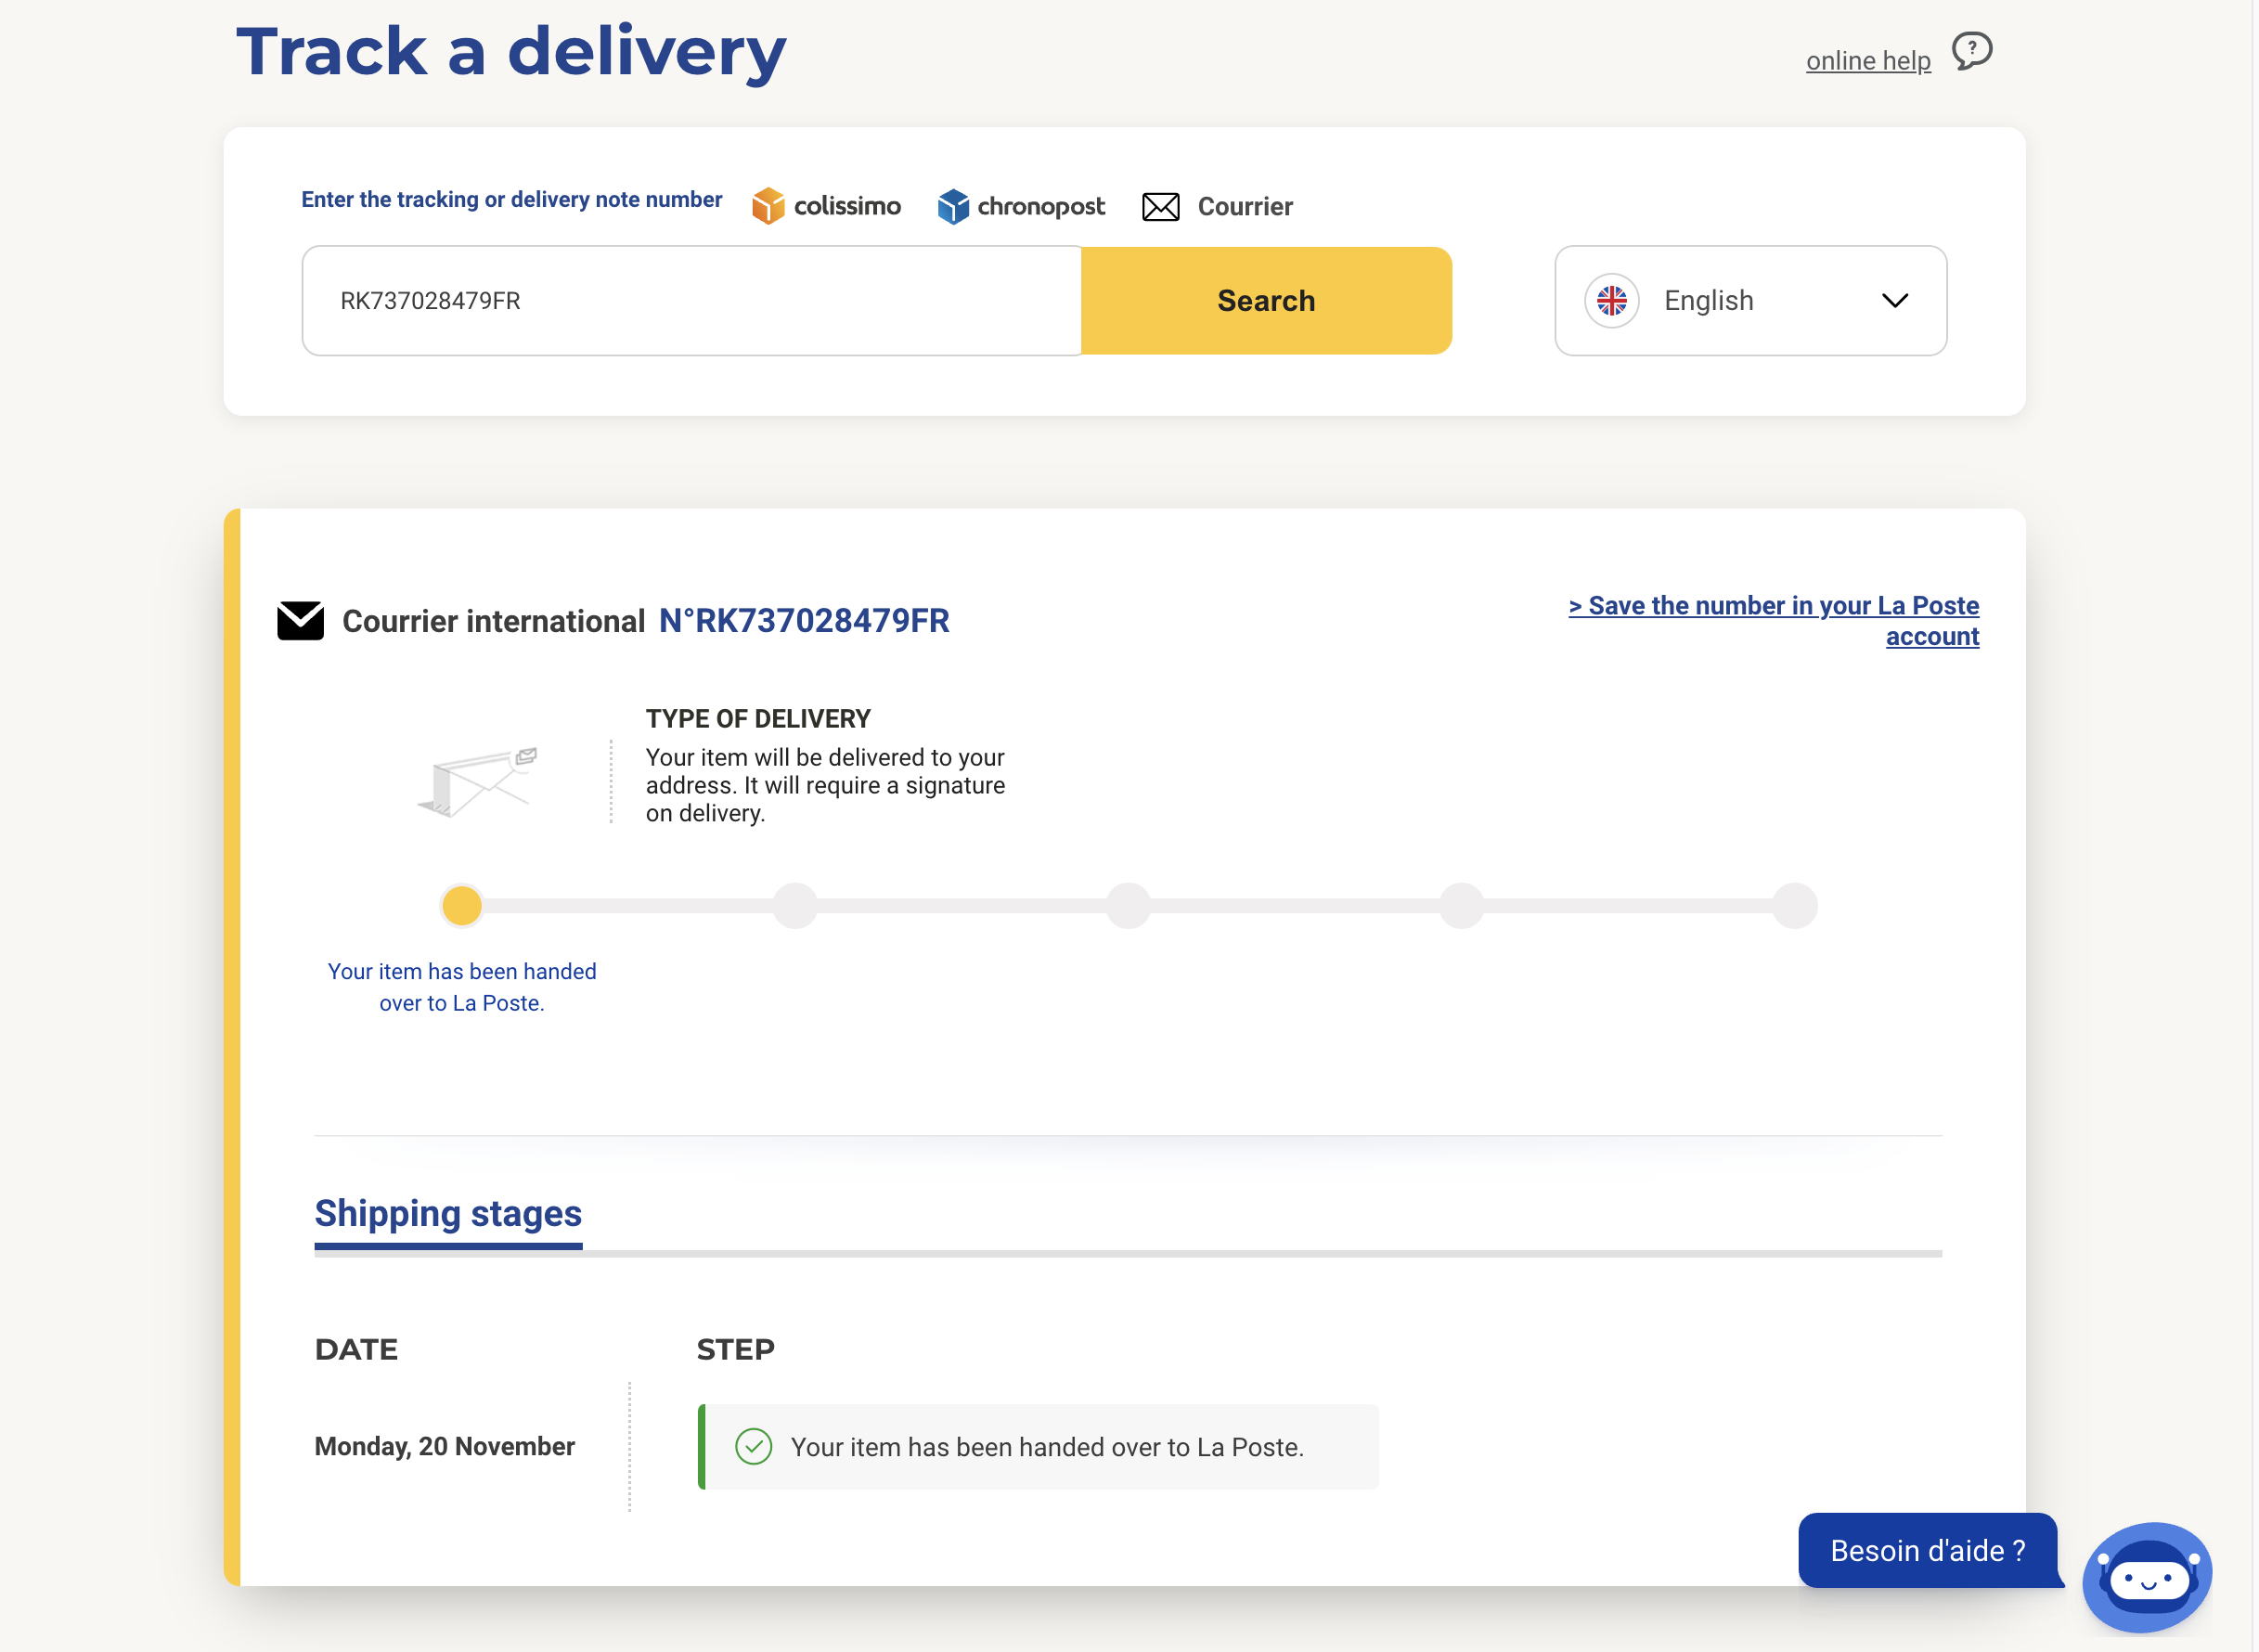 Track a delivery
online help
?
Enter the tracking or delivery note number
colissimo
chronopost
Courrier
RK737028479FR
Search
English
Courrier international N°RK737028479FR
> Save the number in your La Poste
account
TYPE OF DELIVERY
Your item will be delivered to your
address. It will require a signature
on delivery.
Your item has been handed
over to La Poste.
Shipping stages
DATE
STEP
Monday, 20 November
Your item has been handed over to La Poste.
Besoin d'aide ?